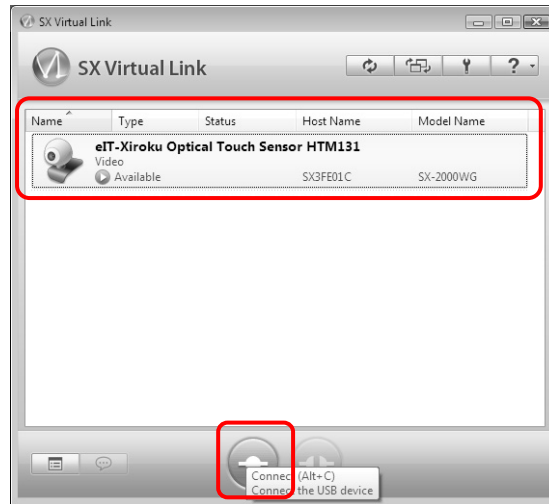 SX Virtual Link
SX Virtual Link
?
Name Type Status Host Name Model Name
eIT-Xiroku Optical Touch Sensor HTM131
Video
Available SX3FE01C SX-2000WG
Connect (Alt+C)
Connect the USB device